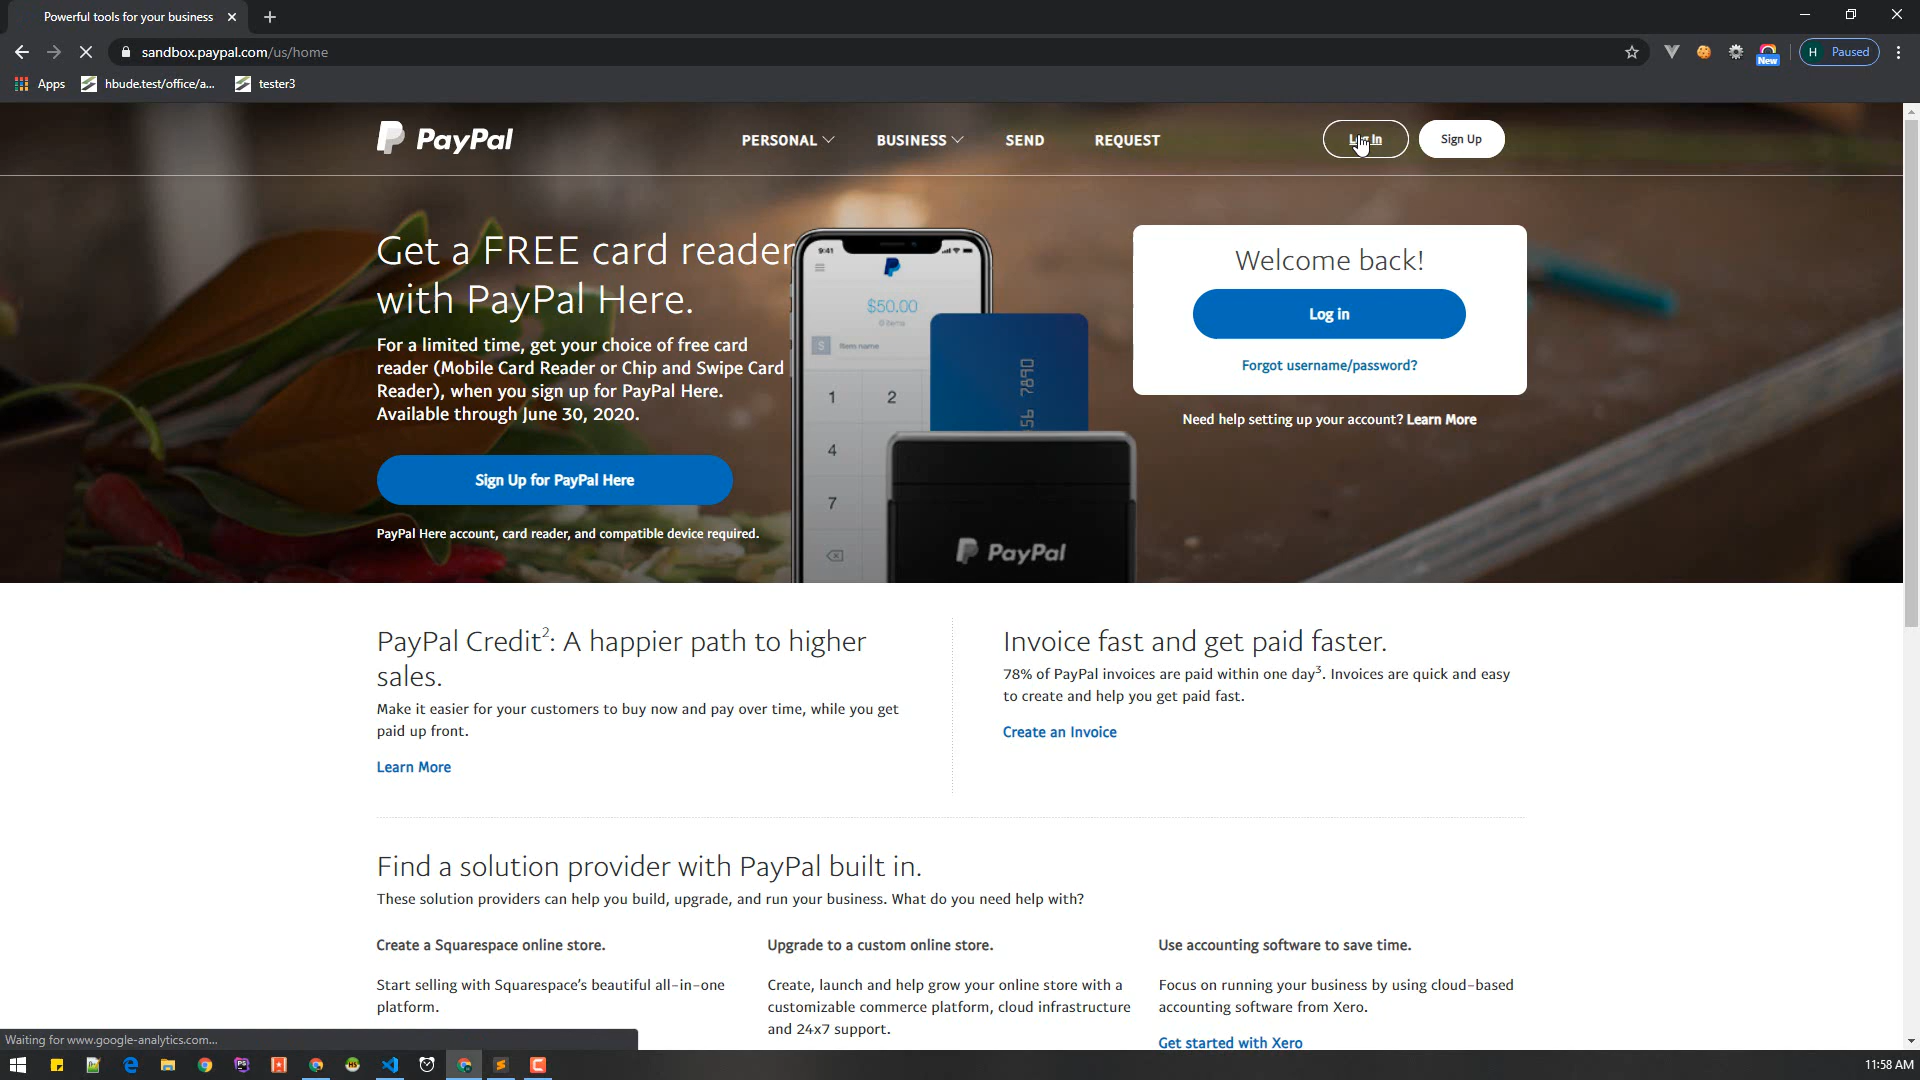 Powerful tools for your business
sandbox.paypal.com/us/home
New
H Paused
Apps hbude.test/office/a... tester3
PayPal
PERSONAL BUSINESS SEND REQUEST
Log In
Sign Up
Get a FREE card reader
with PayPal Here.
For a limited time, get your choice of free card
reader (Mobile Card Reader or Chip and Swipe Card
Reader), when you sign up for PayPal Here.
Available through June 30, 2020.
Sign Up for PayPal Here
PayPal Here account, card reader, and compatible device required.
9:41
$50.00
0 items
S Item name
1 2
4
7
56 7890
PayPal
Welcome back!
Log in
Forgot username/password?
Need help setting up your account? Learn More
PayPal Credit²: A happier path to higher
sales.
Make it easier for your customers to buy now and pay over time, while you get
paid up front.
Learn More
Invoice fast and get paid faster.
78% of PayPal invoices are paid within one day³. Invoices are quick and easy
to create and help you get paid fast.
Create an Invoice
Find a solution provider with PayPal built in.
These solution providers can help you build, upgrade, and run your business. What do you need help with?
Create a Squarespace online store.
Start selling with Squarespace's beautiful all-in-one
platform.
Upgrade to a custom online store.
Create, launch and help grow your online store with a
customizable commerce platform, cloud infrastructure
and 24x7 support.
Use accounting software to save time.
Focus on running your business by using cloud-based
accounting software from Xero.
Get started with Xero
Waiting for www.google-analytics.com...
11:58 AM